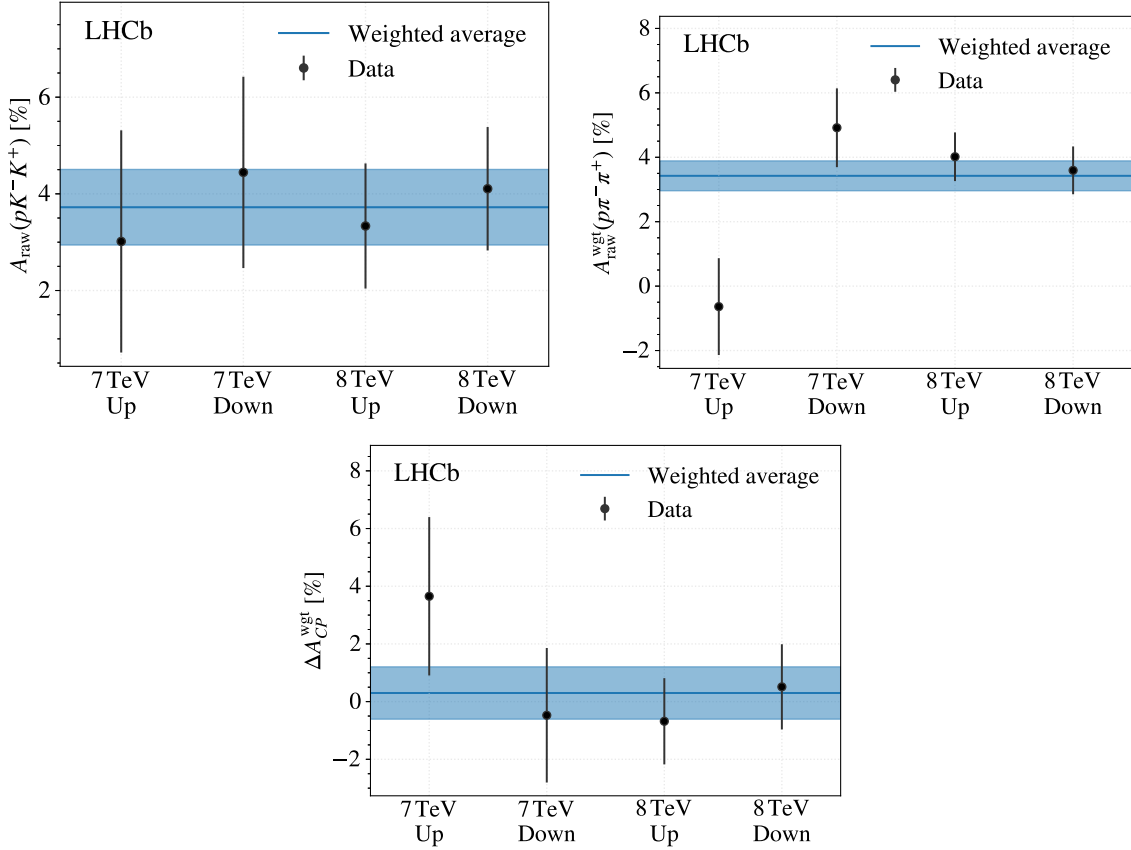 LHCb
Weighted average
Data
A_raw(pK⁻K⁺) [%]
6
4
2
7 TeV Up
7 TeV Down
8 TeV Up
8 TeV Down
LHCb
Weighted average
Data
A_raw^wgt(pπ⁻π⁺) [%]
8
6
4
2
0
−2
7 TeV Up
7 TeV Down
8 TeV Up
8 TeV Down
LHCb
Weighted average
Data
ΔA_CP^wgt [%]
8
6
4
2
0
−2
7 TeV Up
7 TeV Down
8 TeV Up
8 TeV Down